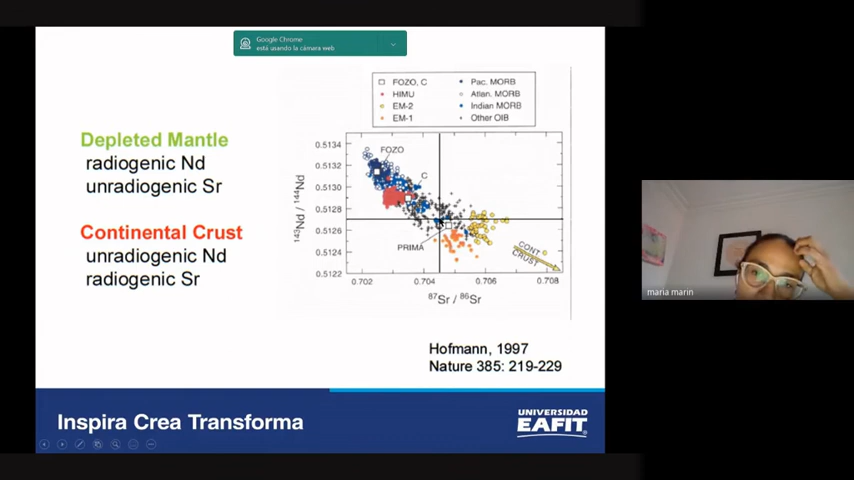 Google Chrome
está usando la cámara web
FOZO, C
HIMU
EM-2
EM-1
Pac. MORB
Atlan. MORB
Indian MORB
Other OIB
Depleted Mantle
radiogenic Nd
unradiogenic Sr
Continental Crust
unradiogenic Nd
radiogenic Sr
143Nd / 144Nd
0.5134
0.5132
0.5130
0.5128
0.5126
0.5124
0.5122
FOZO
C
PRIMA
CONT
CRUST
0.702
0.704
0.706
0.708
87Sr / 86Sr
Hofmann, 1997
Nature 385: 219-229
Inspira Crea Transforma
UNIVERSIDAD
EAFIT
maria marin